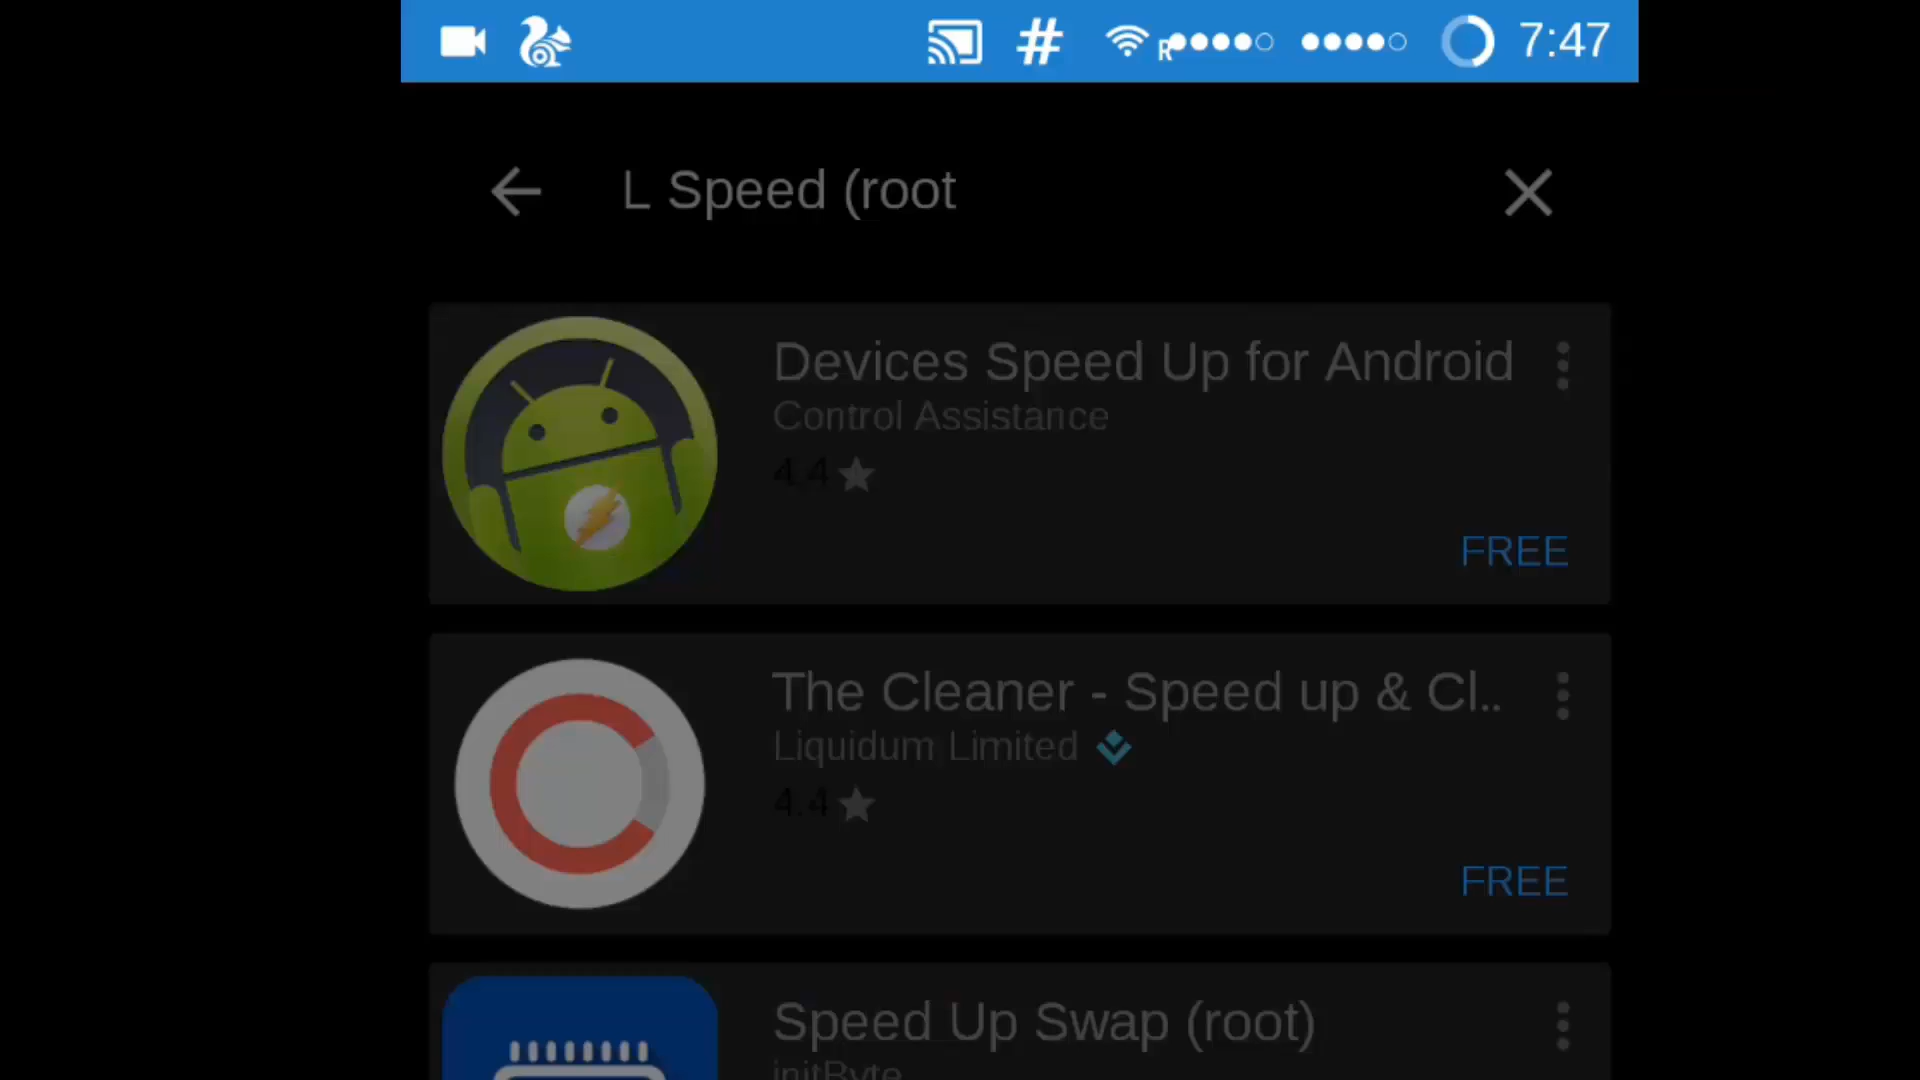 # R 7:47
L Speed (root
Devices Speed Up for Android
Control Assistance
4.4
FREE
The Cleaner - Speed up & Cl..
Liquidum Limited
4.4
FREE
Speed Up Swap (root)
initByte